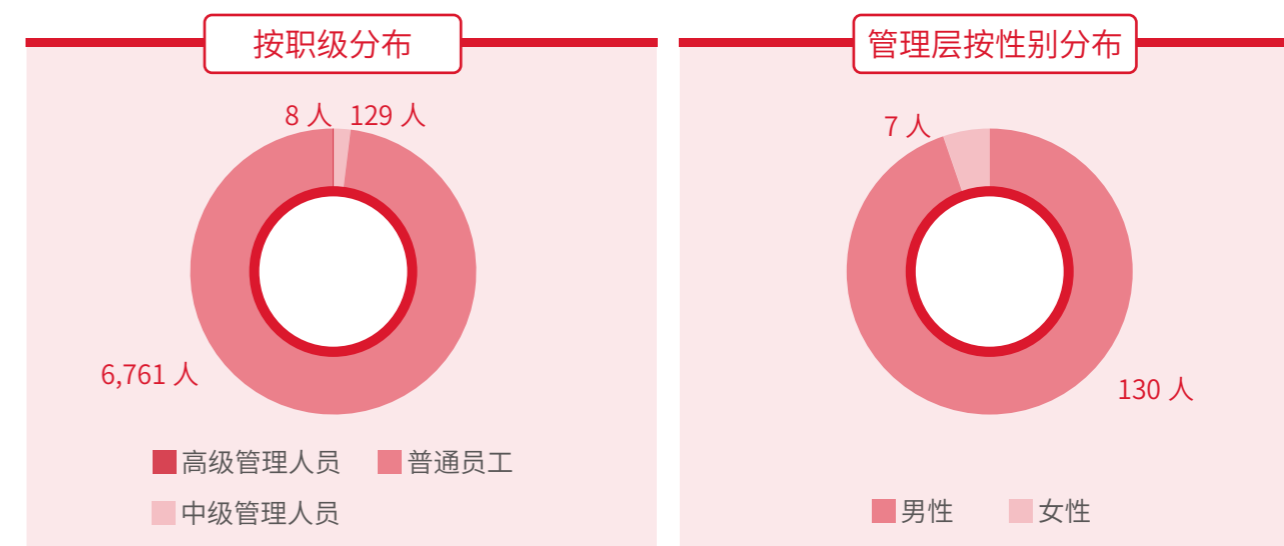 按职级分布
8 人
129 人
6,761 人
高级管理人员
普通员工
中级管理人员
管理层按性别分布
7 人
130 人
男性
女性